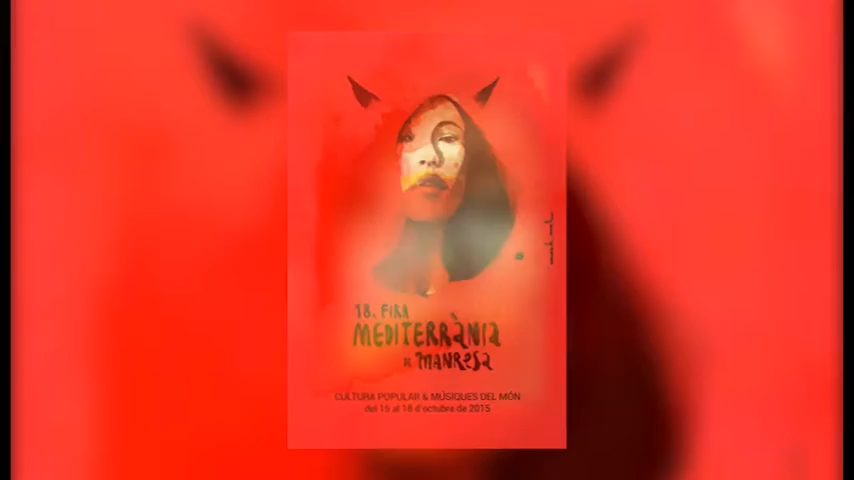 18. FIRA
MEDITERRÀNIA
DE MANRESA
CULTURA POPULAR & MÚSIQUES DEL MÓN
del 15 al 18 d'octubre de 2015